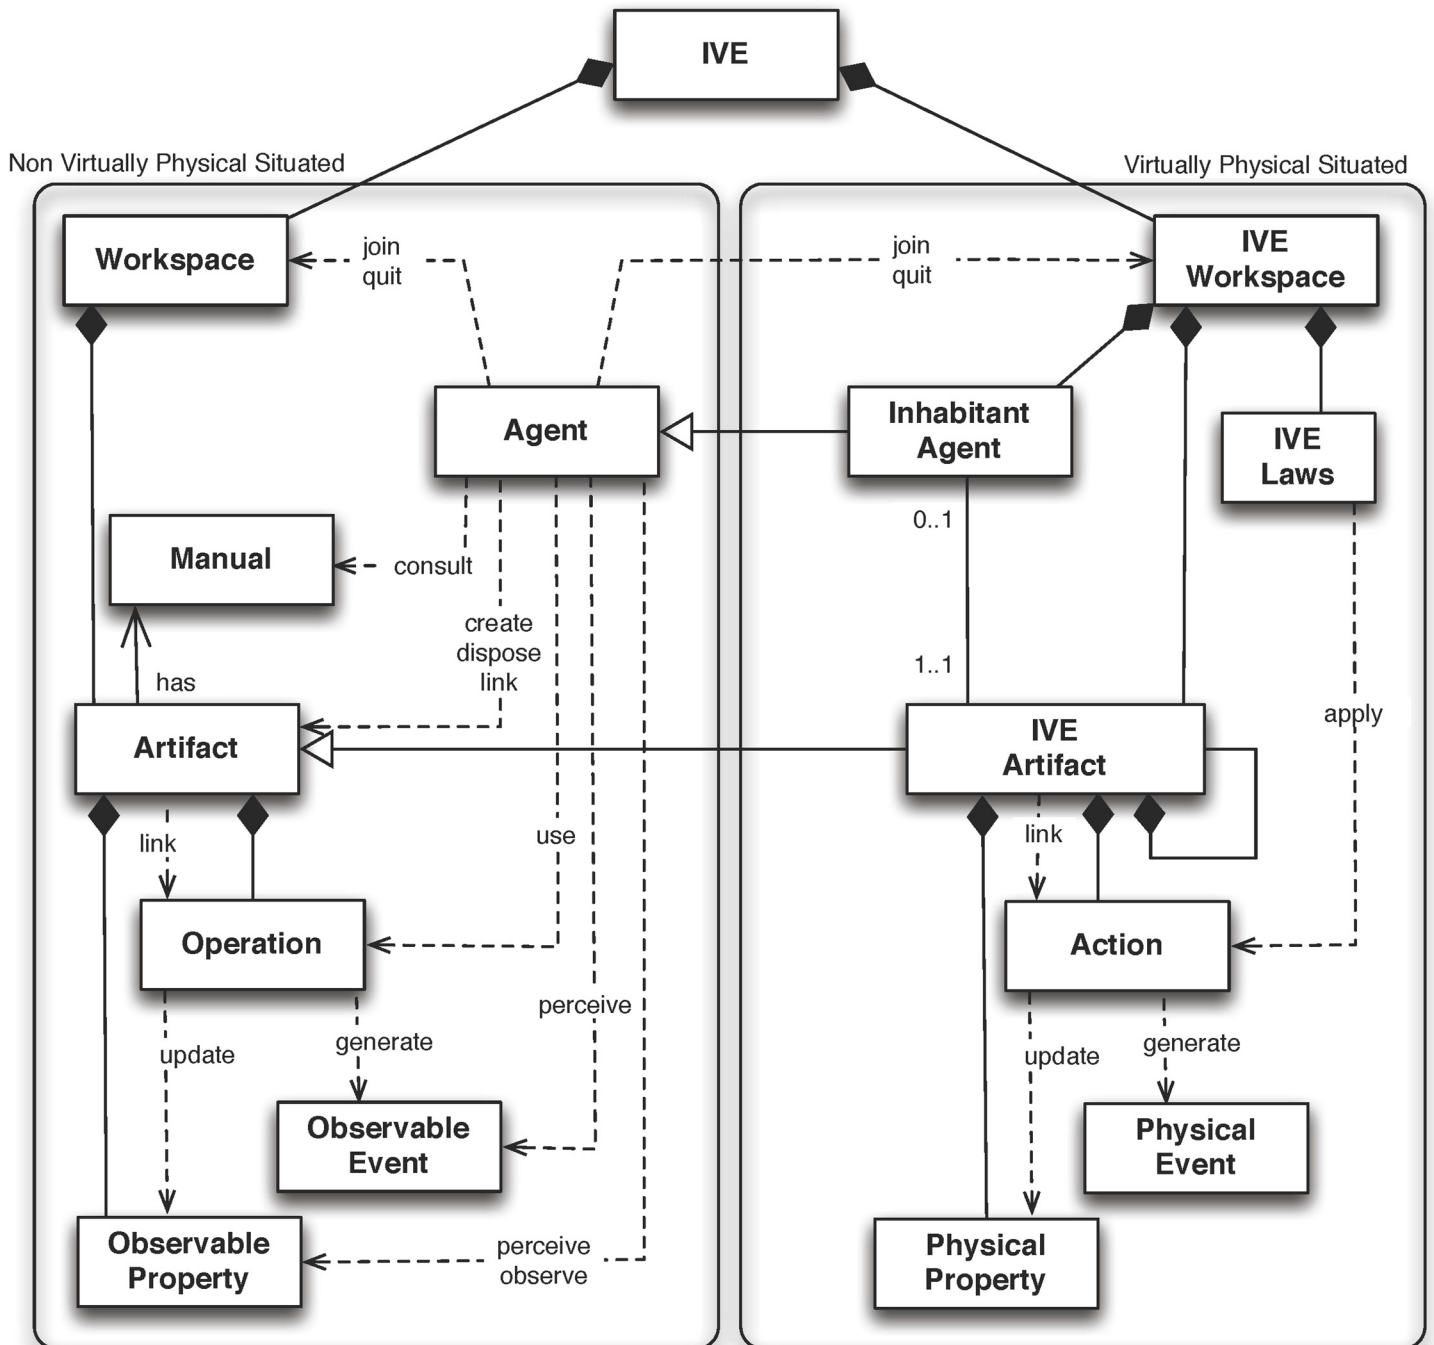 IVE
Non Virtually Physical Situated
Virtually Physical Situated
Workspace
join
quit
join
quit
IVE
Workspace
Agent
Inhabitant
Agent
IVE
Laws
Manual
consult
0..1
create
dispose
link
1..1
has
apply
Artifact
IVE
Artifact
link
use
link
Operation
Action
perceive
update
generate
update
generate
Observable
Event
Physical
Event
Observable
Property
perceive
observe
Physical
Property